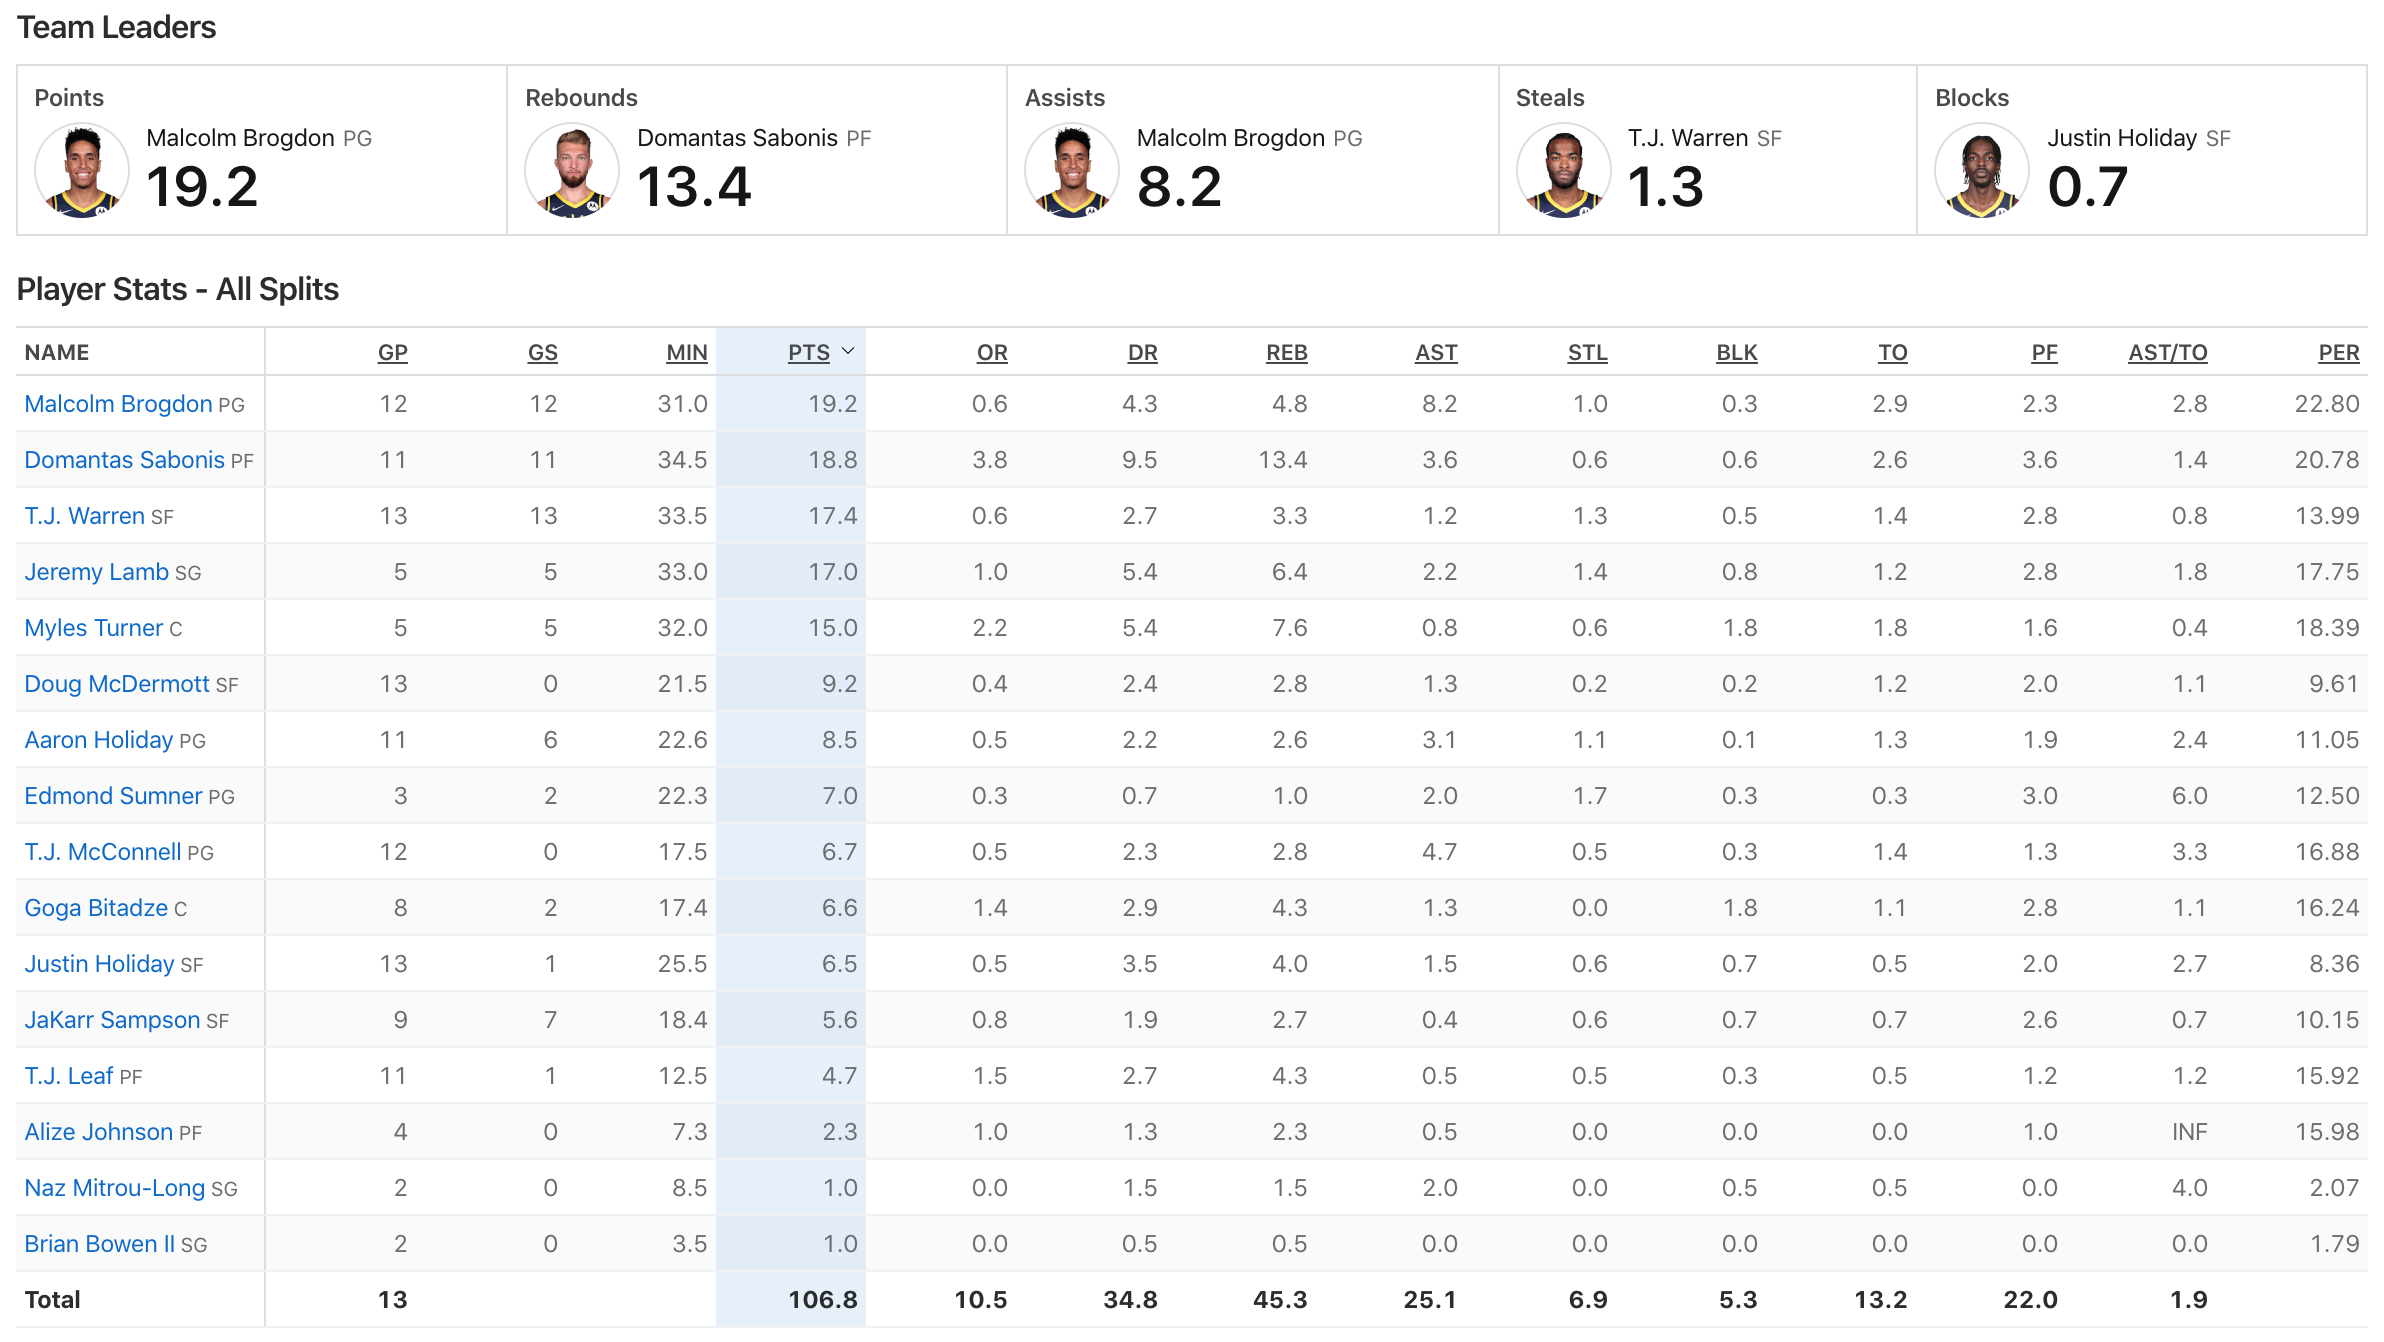 Team Leaders
Points Rebounds Assists Steals Blocks
Malcolm Brogdon PG Domantas Sabonis PF Malcolm Brogdon PG T.J. Warren SF Justin Holiday SF
19.2 13.4 8.2 1.3 0.7
Player Stats - All Splits
NAME GP GS MIN PTS OR DR REB AST STL BLK TO PF AST/TO PER
Malcolm Brogdon PG 12 12 31.0 19.2 0.6 4.3 4.8 8.2 1.0 0.3 2.9 2.3 2.8 22.80
Domantas Sabonis PF 11 11 34.5 18.8 3.8 9.5 13.4 3.6 0.6 0.6 2.6 3.6 1.4 20.78
T.J. Warren SF 13 13 33.5 17.4 0.6 2.7 3.3 1.2 1.3 0.5 1.4 2.8 0.8 13.99
Jeremy Lamb SG 5 5 33.0 17.0 1.0 5.4 6.4 2.2 1.4 0.8 1.2 2.8 1.8 17.75
Myles Turner C 5 5 32.0 15.0 2.2 5.4 7.6 0.8 0.6 1.8 1.8 1.6 0.4 18.39
Doug McDermott SF 13 0 21.5 9.2 0.4 2.4 2.8 1.3 0.2 0.2 1.2 2.0 1.1 9.61
Aaron Holiday PG 11 6 22.6 8.5 0.5 2.2 2.6 3.1 1.1 0.1 1.3 1.9 2.4 11.05
Edmond Sumner PG 3 2 22.3 7.0 0.3 0.7 1.0 2.0 1.7 0.3 0.3 3.0 6.0 12.50
T.J. McConnell PG 12 0 17.5 6.7 0.5 2.3 2.8 4.7 0.5 0.3 1.4 1.3 3.3 16.88
Goga Bitadze C 8 2 17.4 6.6 1.4 2.9 4.3 1.3 0.0 1.8 1.1 2.8 1.1 16.24
Justin Holiday SF 13 1 25.5 6.5 0.5 3.5 4.0 1.5 0.6 0.7 0.5 2.0 2.7 8.36
JaKarr Sampson SF 9 7 18.4 5.6 0.8 1.9 2.7 0.4 0.6 0.7 0.7 2.6 0.7 10.15
T.J. Leaf PF 11 1 12.5 4.7 1.5 2.7 4.3 0.5 0.5 0.3 0.5 1.2 1.2 15.92
Alize Johnson PF 4 0 7.3 2.3 1.0 1.3 2.3 0.5 0.0 0.0 0.0 1.0 INF 15.98
Naz Mitrou-Long SG 2 0 8.5 1.0 0.0 1.5 1.5 2.0 0.0 0.5 0.5 0.0 4.0 2.07
Brian Bowen II SG 2 0 3.5 1.0 0.0 0.5 0.5 0.0 0.0 0.0 0.0 0.0 0.0 1.79
Total 13 106.8 10.5 34.8 45.3 25.1 6.9 5.3 13.2 22.0 1.9